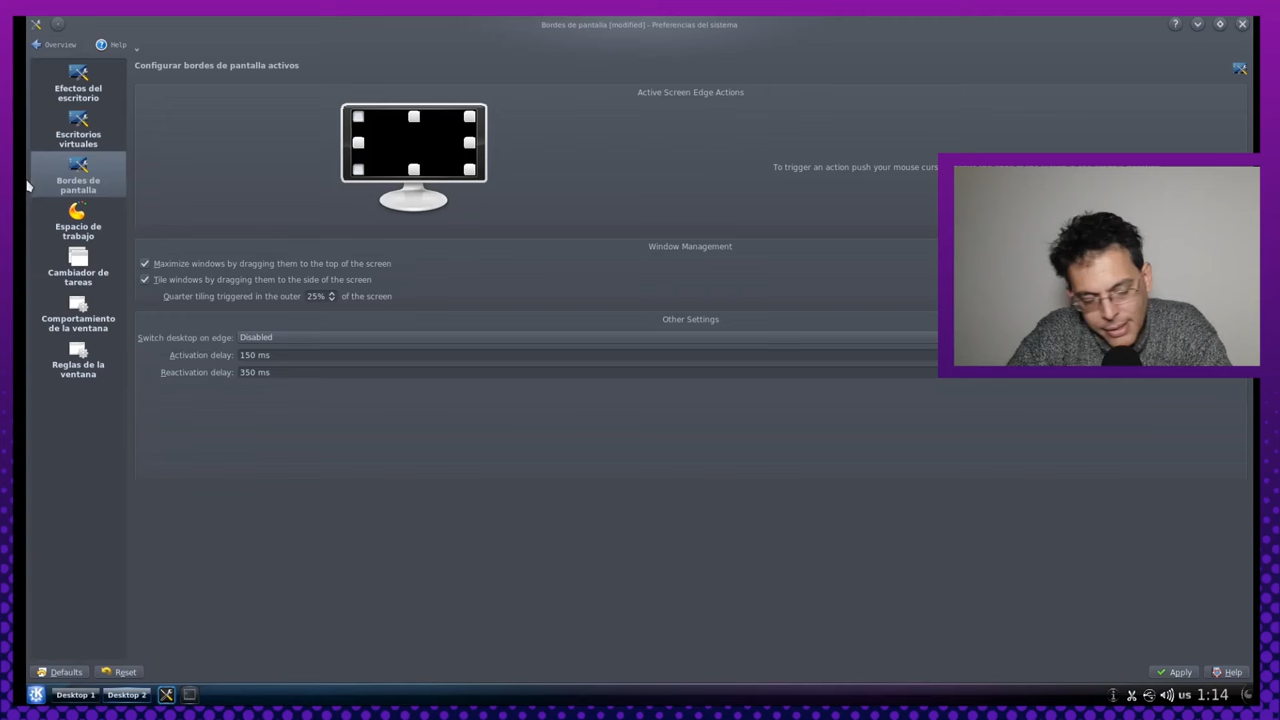 Bordes de pantalla [modified] - Preferencias del sistema
Overview
Help
Configurar bordes de pantalla activos
Efectos del
escritorio
Escritorios
virtuales
Bordes de
pantalla
Espacio de
trabajo
Cambiador de
tareas
Comportamiento
de la ventana
Reglas de la
ventana
Active Screen Edge Actions
To trigger an action push your mouse
Window Management
Maximize windows by dragging them to the top of the screen
Tile windows by dragging them to the side of the screen
Quarter tiling triggered in the outer 25% of the screen
Other Settings
Switch desktop on edge: Disabled
Activation delay: 150 ms
Reactivation delay: 350 ms
Defaults
Reset
Apply
Help
Desktop 1
Desktop 2
us 1:14